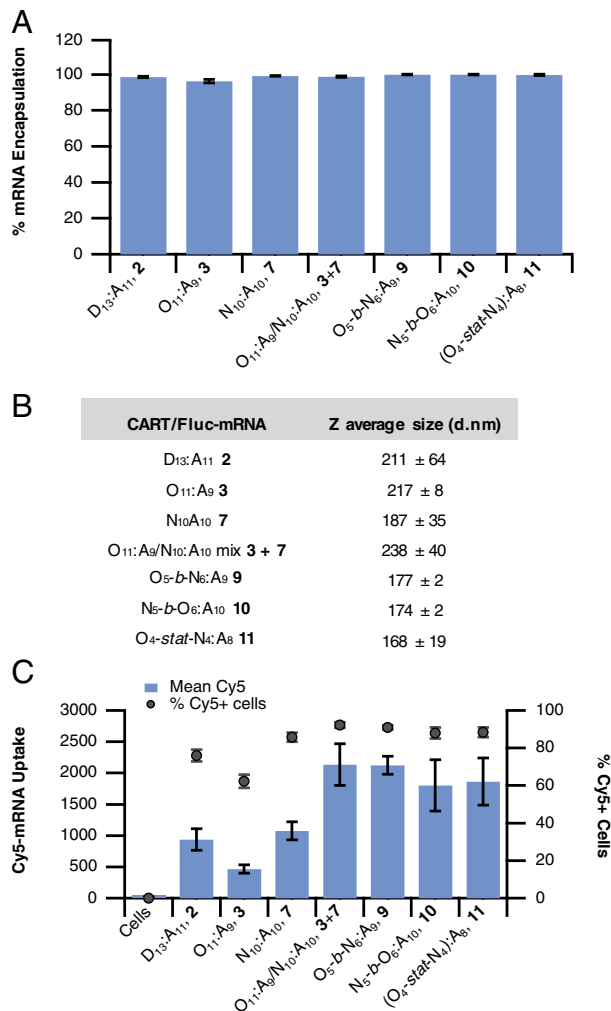 A
% mRNA Encapsulation
120
100
80
60
40
20
0
D13:A11, 2
O11:A9, 3
N10:A10, 7
O11:A9/N10:A10, 3+7
O5-b-N6:A9, 9
N5-b-O6:A10, 10
(O4-stat-N4):A8, 11
B
CART/Fluc-mRNA Z average size (d.nm)
D13:A11 2 211 ± 64
O11:A9 3 217 ± 8
N10A10 7 187 ± 35
O11:A9/N10:A10 mix 3 + 7 238 ± 40
O5-b-N6:A9 9 177 ± 2
N5-b-O6:A10 10 174 ± 2
O4-stat-N4:A8 11 168 ± 19
C
Mean Cy5
% Cy5+ cells
Cy5-mRNA Uptake
3000
2500
2000
1500
1000
500
0
100
80
60
40
20
0
% Cy5+ Cells
Cells
D13:A11, 2
O11:A9, 3
N10:A10, 7
O11:A9/N10:A10, 3+7
O5-b-N6:A9, 9
N5-b-O6:A10, 10
(O4-stat-N4):A8, 11